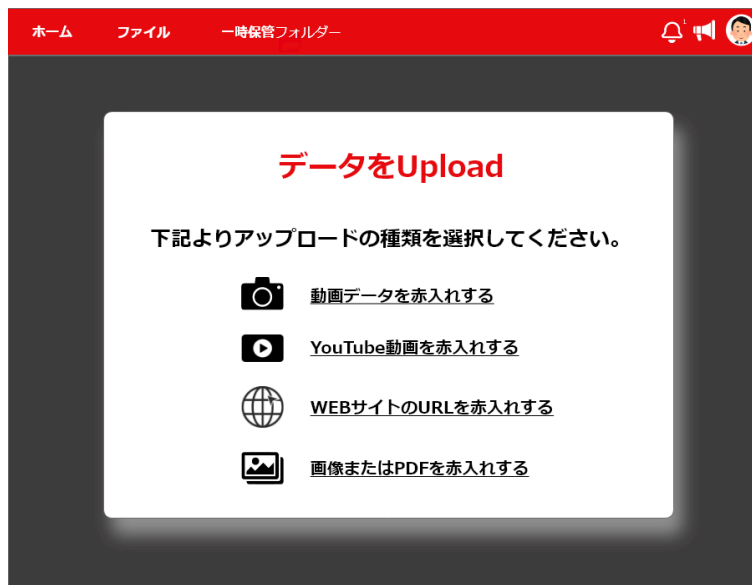 ホーム ファイル 一時保管フォルダー 1
データをUpload
下記よりアップロードの種類を選択してください。
動画データを赤入れする
YouTube動画を赤入れする
WEBサイトのURLを赤入れする
画像またはPDFを赤入れする